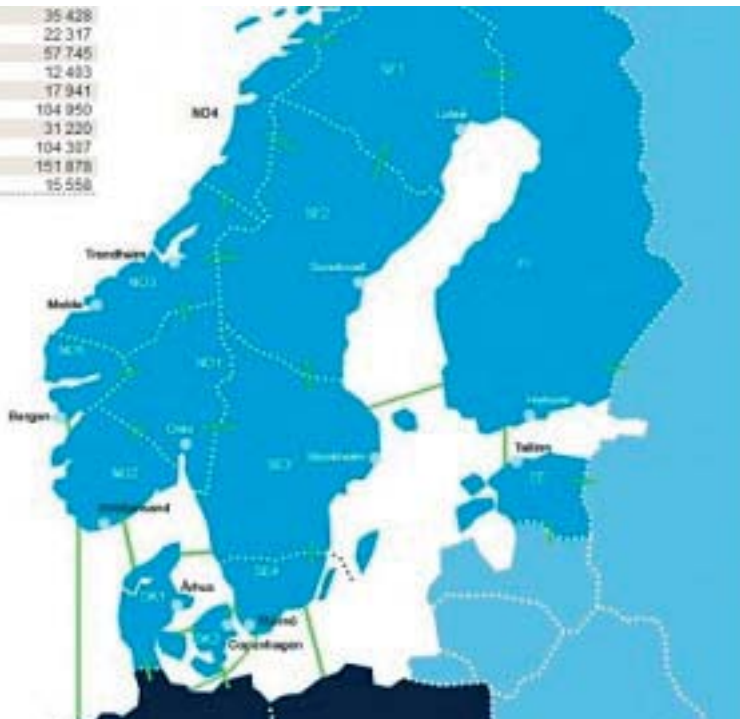 35 428
22 317
57 745
12 403
17 941
104 950
31 220
104 307
151 878
15 558
SE1
NO4
Luleå
SE2
Trondheim
Sundsvall
FI
NO3
Molde
NO5
NO1
Bergen
Helsinki
Oslo
Tallinn
Stockholm
SE3
NO2
EE
Kristiansand
SE4
DK1
Århus
Malmö
DK2
Copenhagen